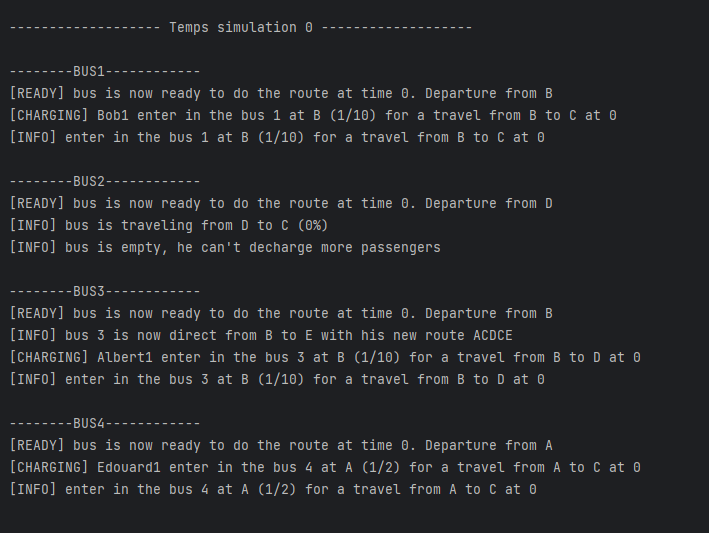 ------------------- Temps simulation 0 -------------------
--------BUS1------------
[READY] bus is now ready to do the route at time 0. Departure from B
[CHARGING] Bob1 enter in the bus 1 at B (1/10) for a travel from B to C at 0
[INFO] enter in the bus 1 at B (1/10) for a travel from B to C at 0
--------BUS2------------
[READY] bus is now ready to do the route at time 0. Departure from D
[INFO] bus is traveling from D to C (0%)
[INFO] bus is empty, he can't decharge more passengers
--------BUS3------------
[READY] bus is now ready to do the route at time 0. Departure from B
[INFO] bus 3 is now direct from B to E with his new route ACDCE
[CHARGING] Albert1 enter in the bus 3 at B (1/10) for a travel from B to D at 0
[INFO] enter in the bus 3 at B (1/10) for a travel from B to D at 0
--------BUS4------------
[READY] bus is now ready to do the route at time 0. Departure from A
[CHARGING] Edouard1 enter in the bus 4 at A (1/2) for a travel from A to C at 0
[INFO] enter in the bus 4 at A (1/2) for a travel from A to C at 0